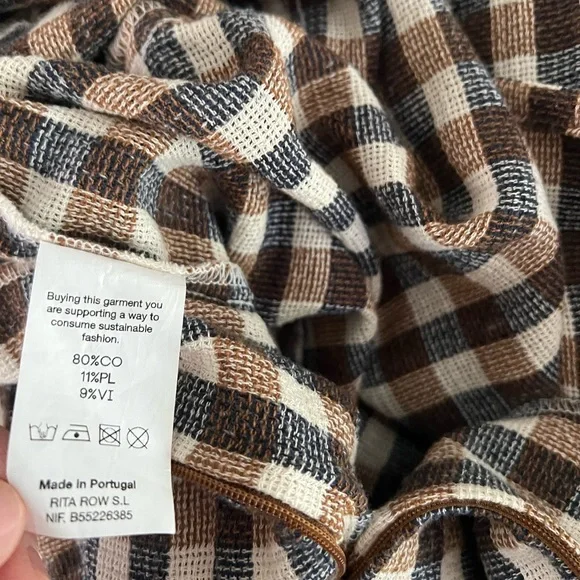 Buying this garment you
are supporting a way to
consume sustainable
fashion.
80%CO
11%PL
9%VI
Made in Portugal
RITA ROW S.L
NIF. B55226385